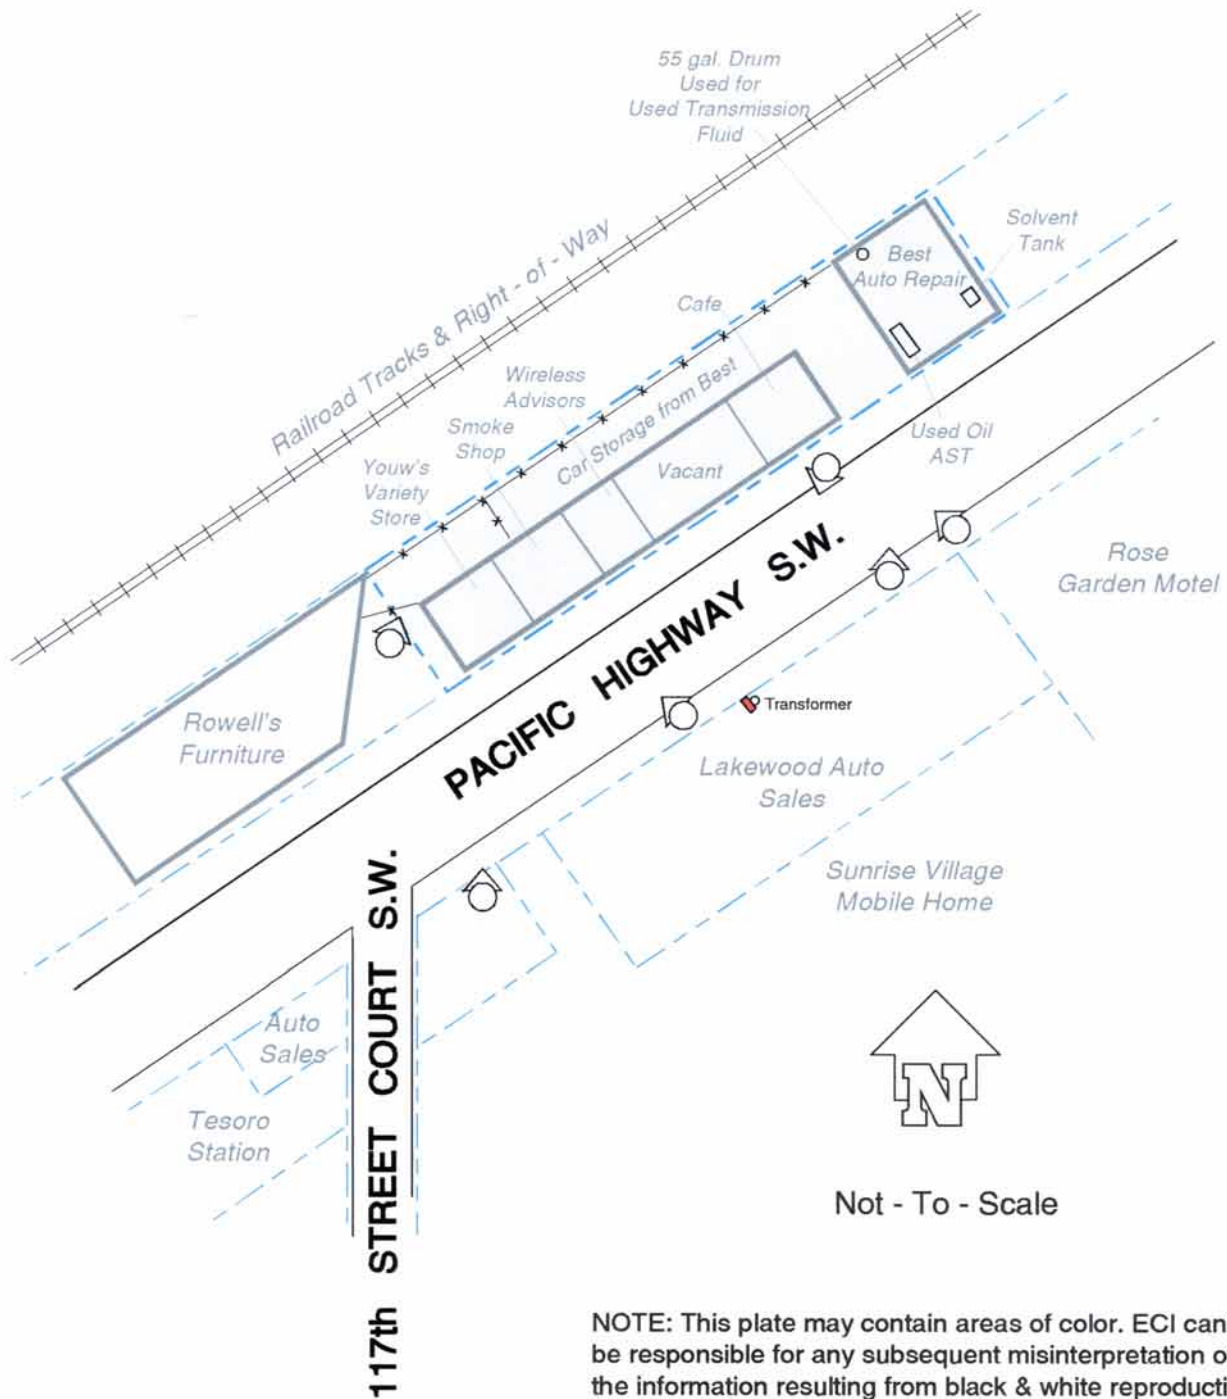 55 gal. Drum
Used for
Used Transmission
Fluid
Railroad Tracks & Right - of - Way
Solvent
Tank
Best
Auto Repair
Cafe
Wireless
Advisors
Car Storage from Best
Smoke
Shop
Youw's
Variety
Store
Vacant
Used Oil
AST
Rose
Garden Motel
PACIFIC HIGHWAY S.W.
Transformer
Rowell's
Furniture
Lakewood Auto
Sales
Sunrise Village
Mobile Home
117th STREET COURT S.W.
Auto
Sales
Tesoro
Station
N
Not - To - Scale
NOTE: This plate may contain areas of color. ECI can
be responsible for any subsequent misinterpretation o
the information resulting from black & white reproducti